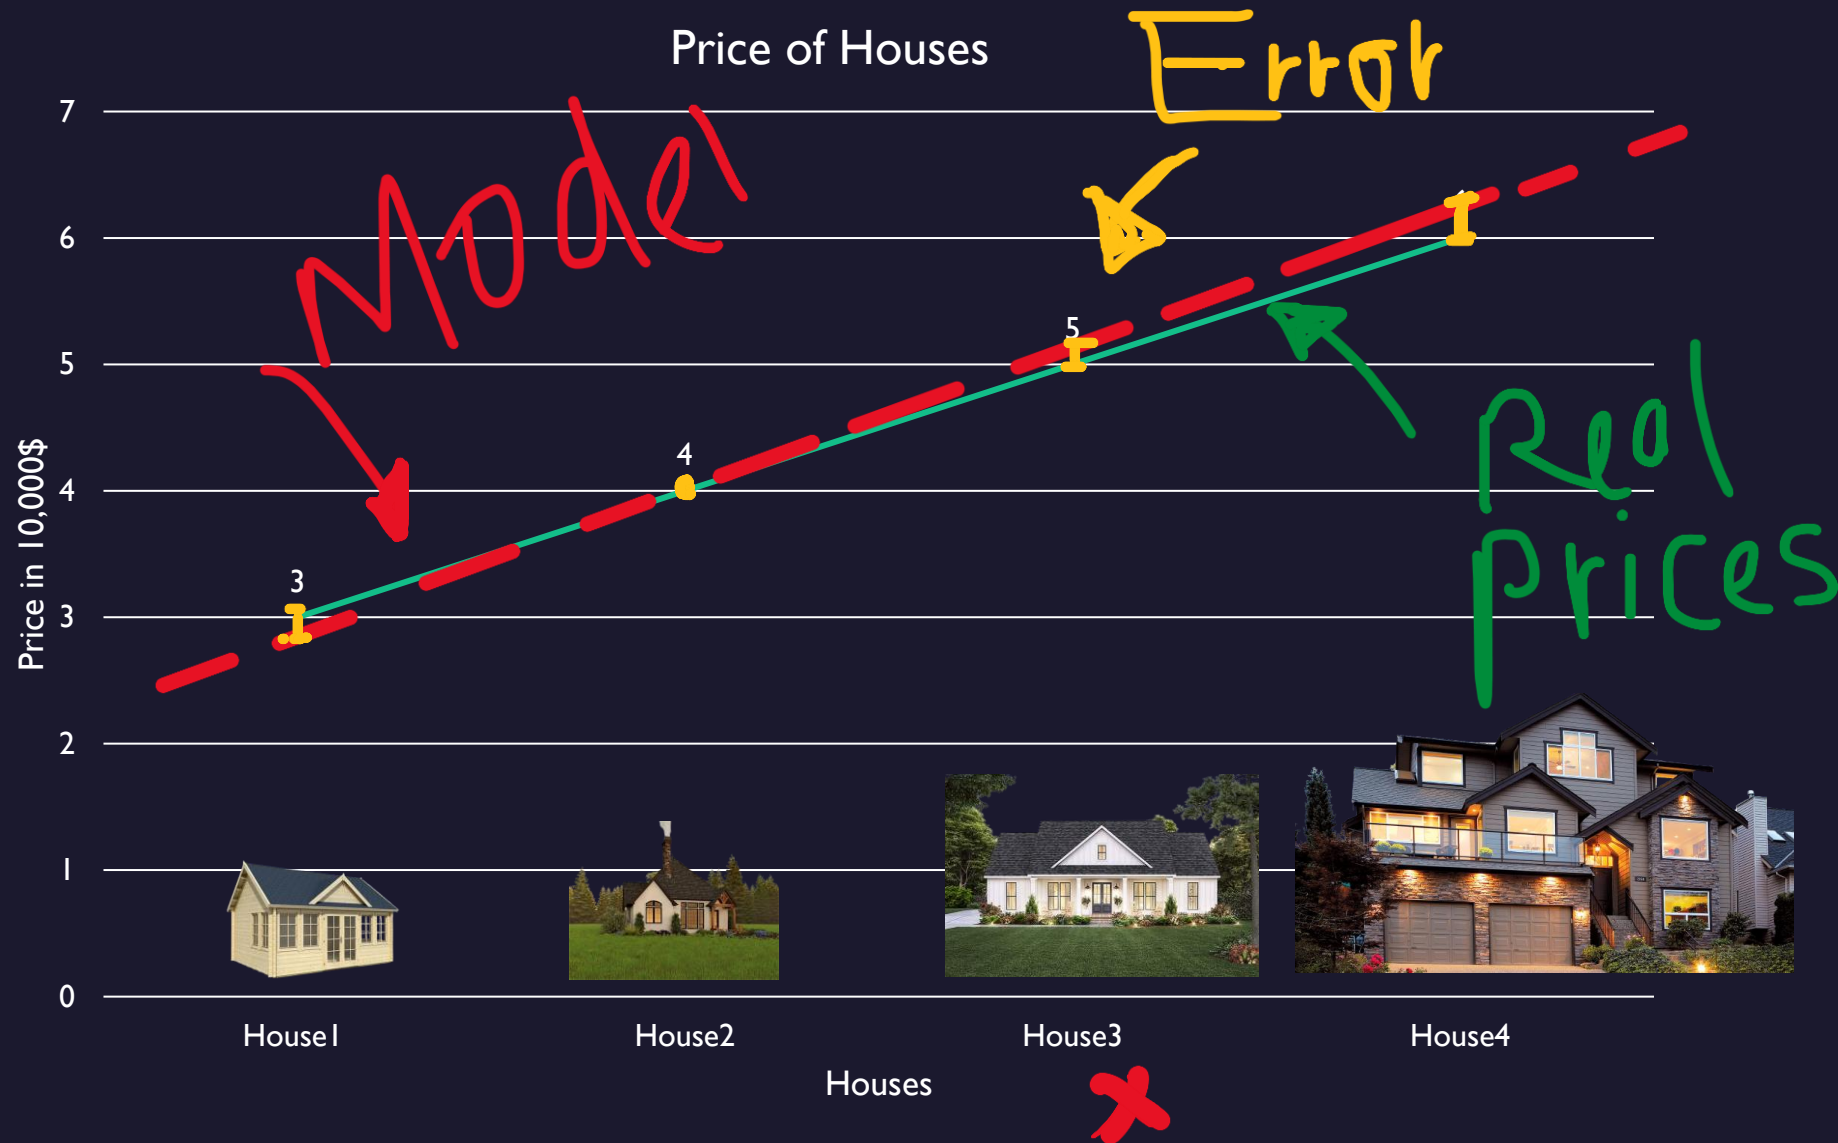 Price of Houses
Error
7
Model
6
5
5
Real
prices
4
4
3
3
2
1
0
Price in 10,000$
House1
House2
House3
House4
Houses
x